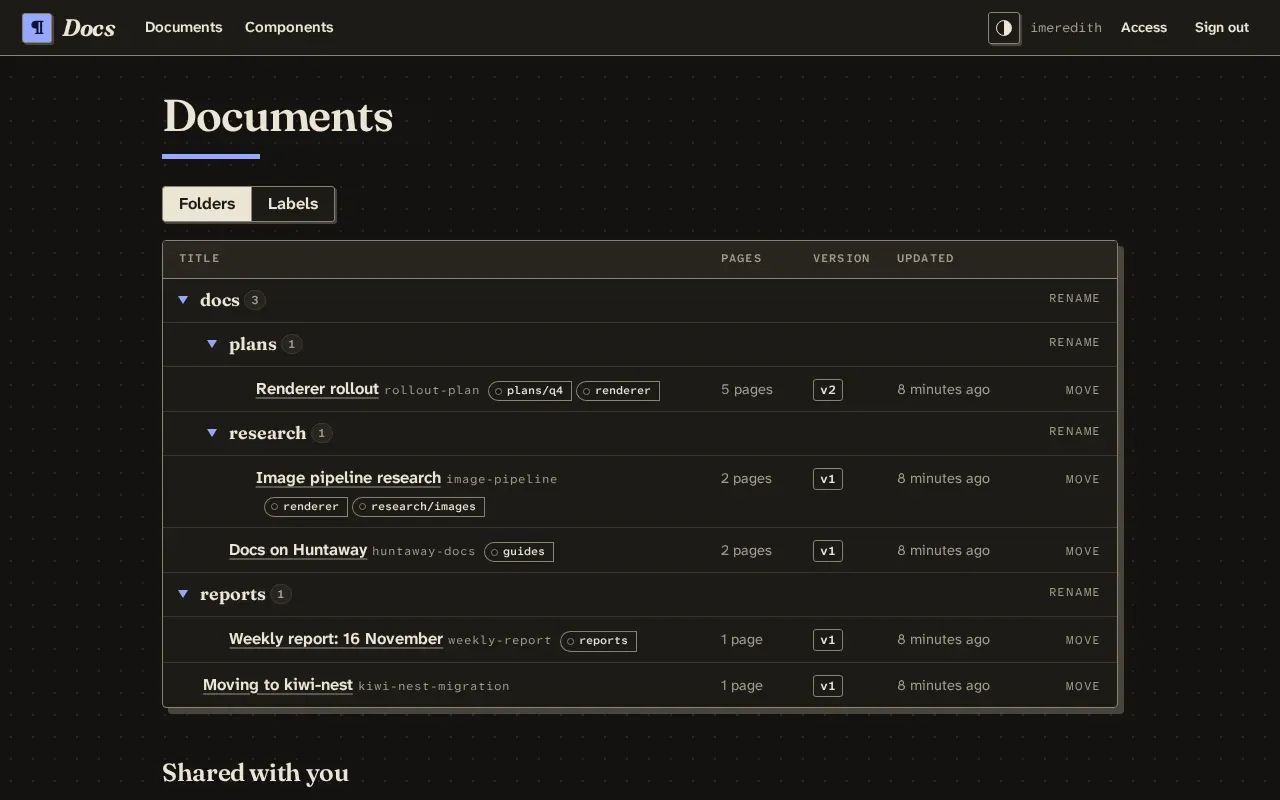 ¶ Docs Documents Components imeredith Access Sign out
Documents
Folders Labels
TITLE PAGES VERSION UPDATED
docs 3 RENAME
plans 1 RENAME
Renderer rollout rollout-plan plans/q4 renderer 5 pages v2 8 minutes ago MOVE
research 1 RENAME
Image pipeline research image-pipeline 2 pages v1 8 minutes ago MOVE
renderer research/images
Docs on Huntaway huntaway-docs guides 2 pages v1 8 minutes ago MOVE
reports 1 RENAME
Weekly report: 16 November weekly-report reports 1 page v1 8 minutes ago MOVE
Moving to kiwi-nest kiwi-nest-migration 1 page v1 8 minutes ago MOVE
Shared with you